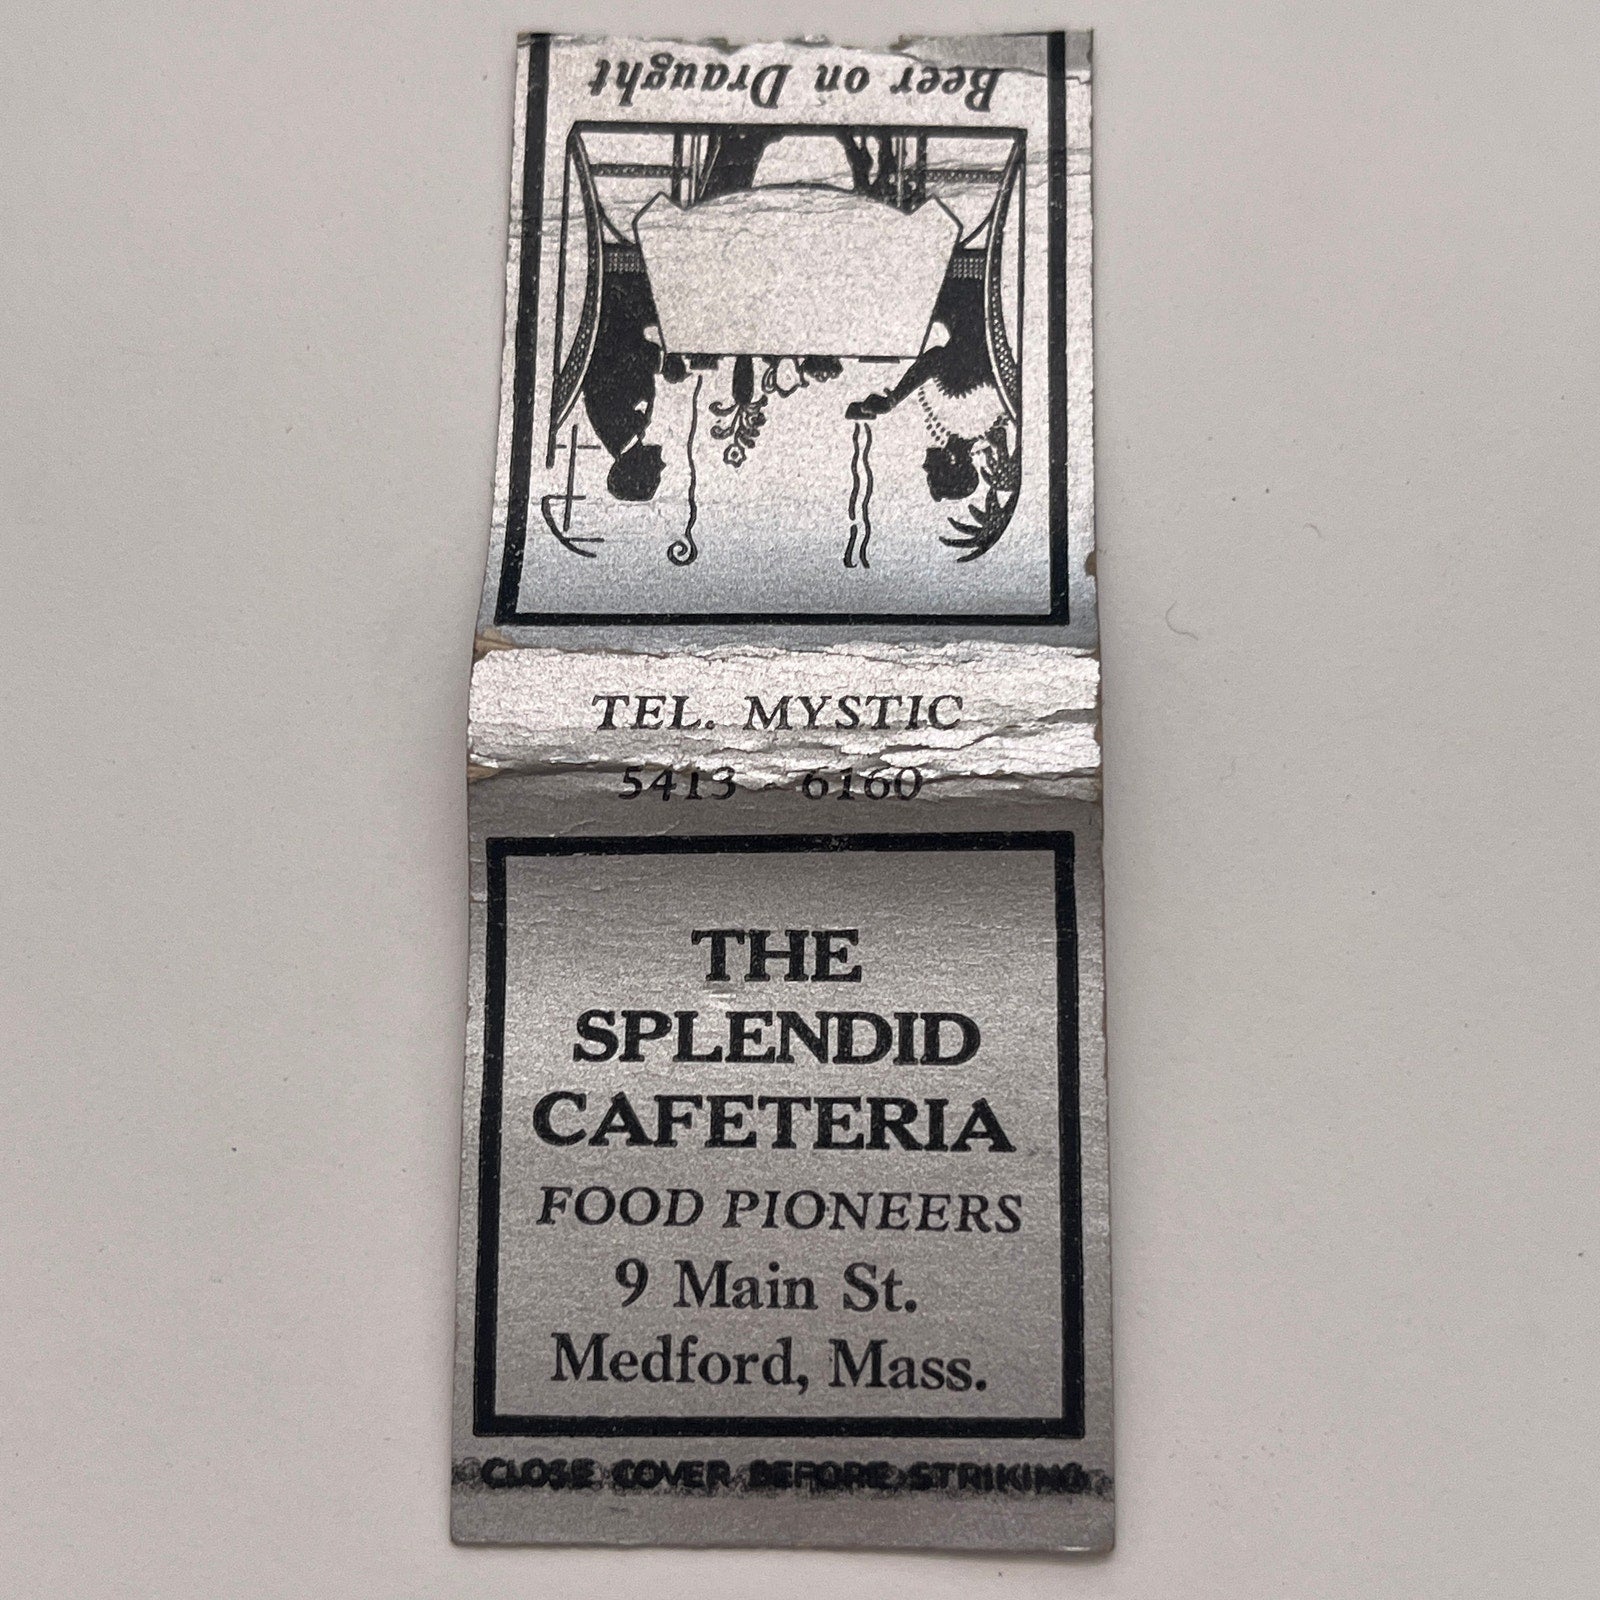 Beer on Draught
TEL. MYSTIC
5413 - 6160
THE
SPLENDID
CAFETERIA
FOOD PIONEERS
9 Main St.
Medford, Mass.
CLOSE COVER BEFORE STRIKING